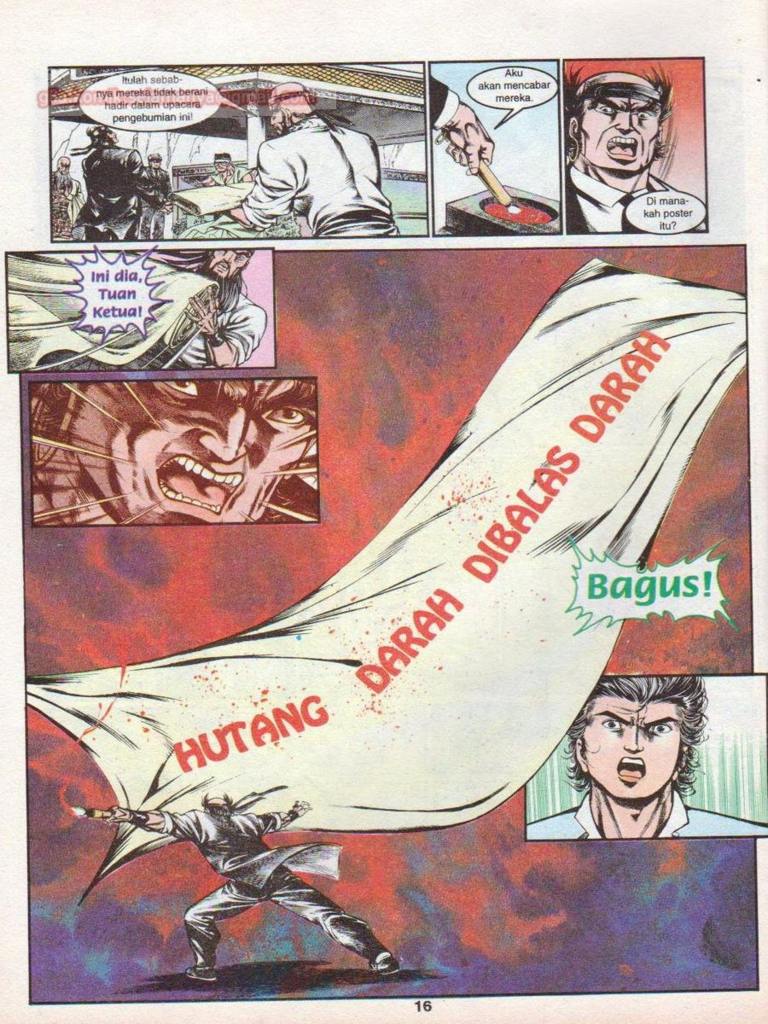 Itulah sebab-
nya mereka tidak berani
hadir dalam upacara
pengebumian ini!
Aku
akan mencabar
mereka.
Di mana-
kah poster
itu?
Ini dia,
Tuan
Ketua!
HUTANG DARAH DIBALAS DARAH
Bagus!
16